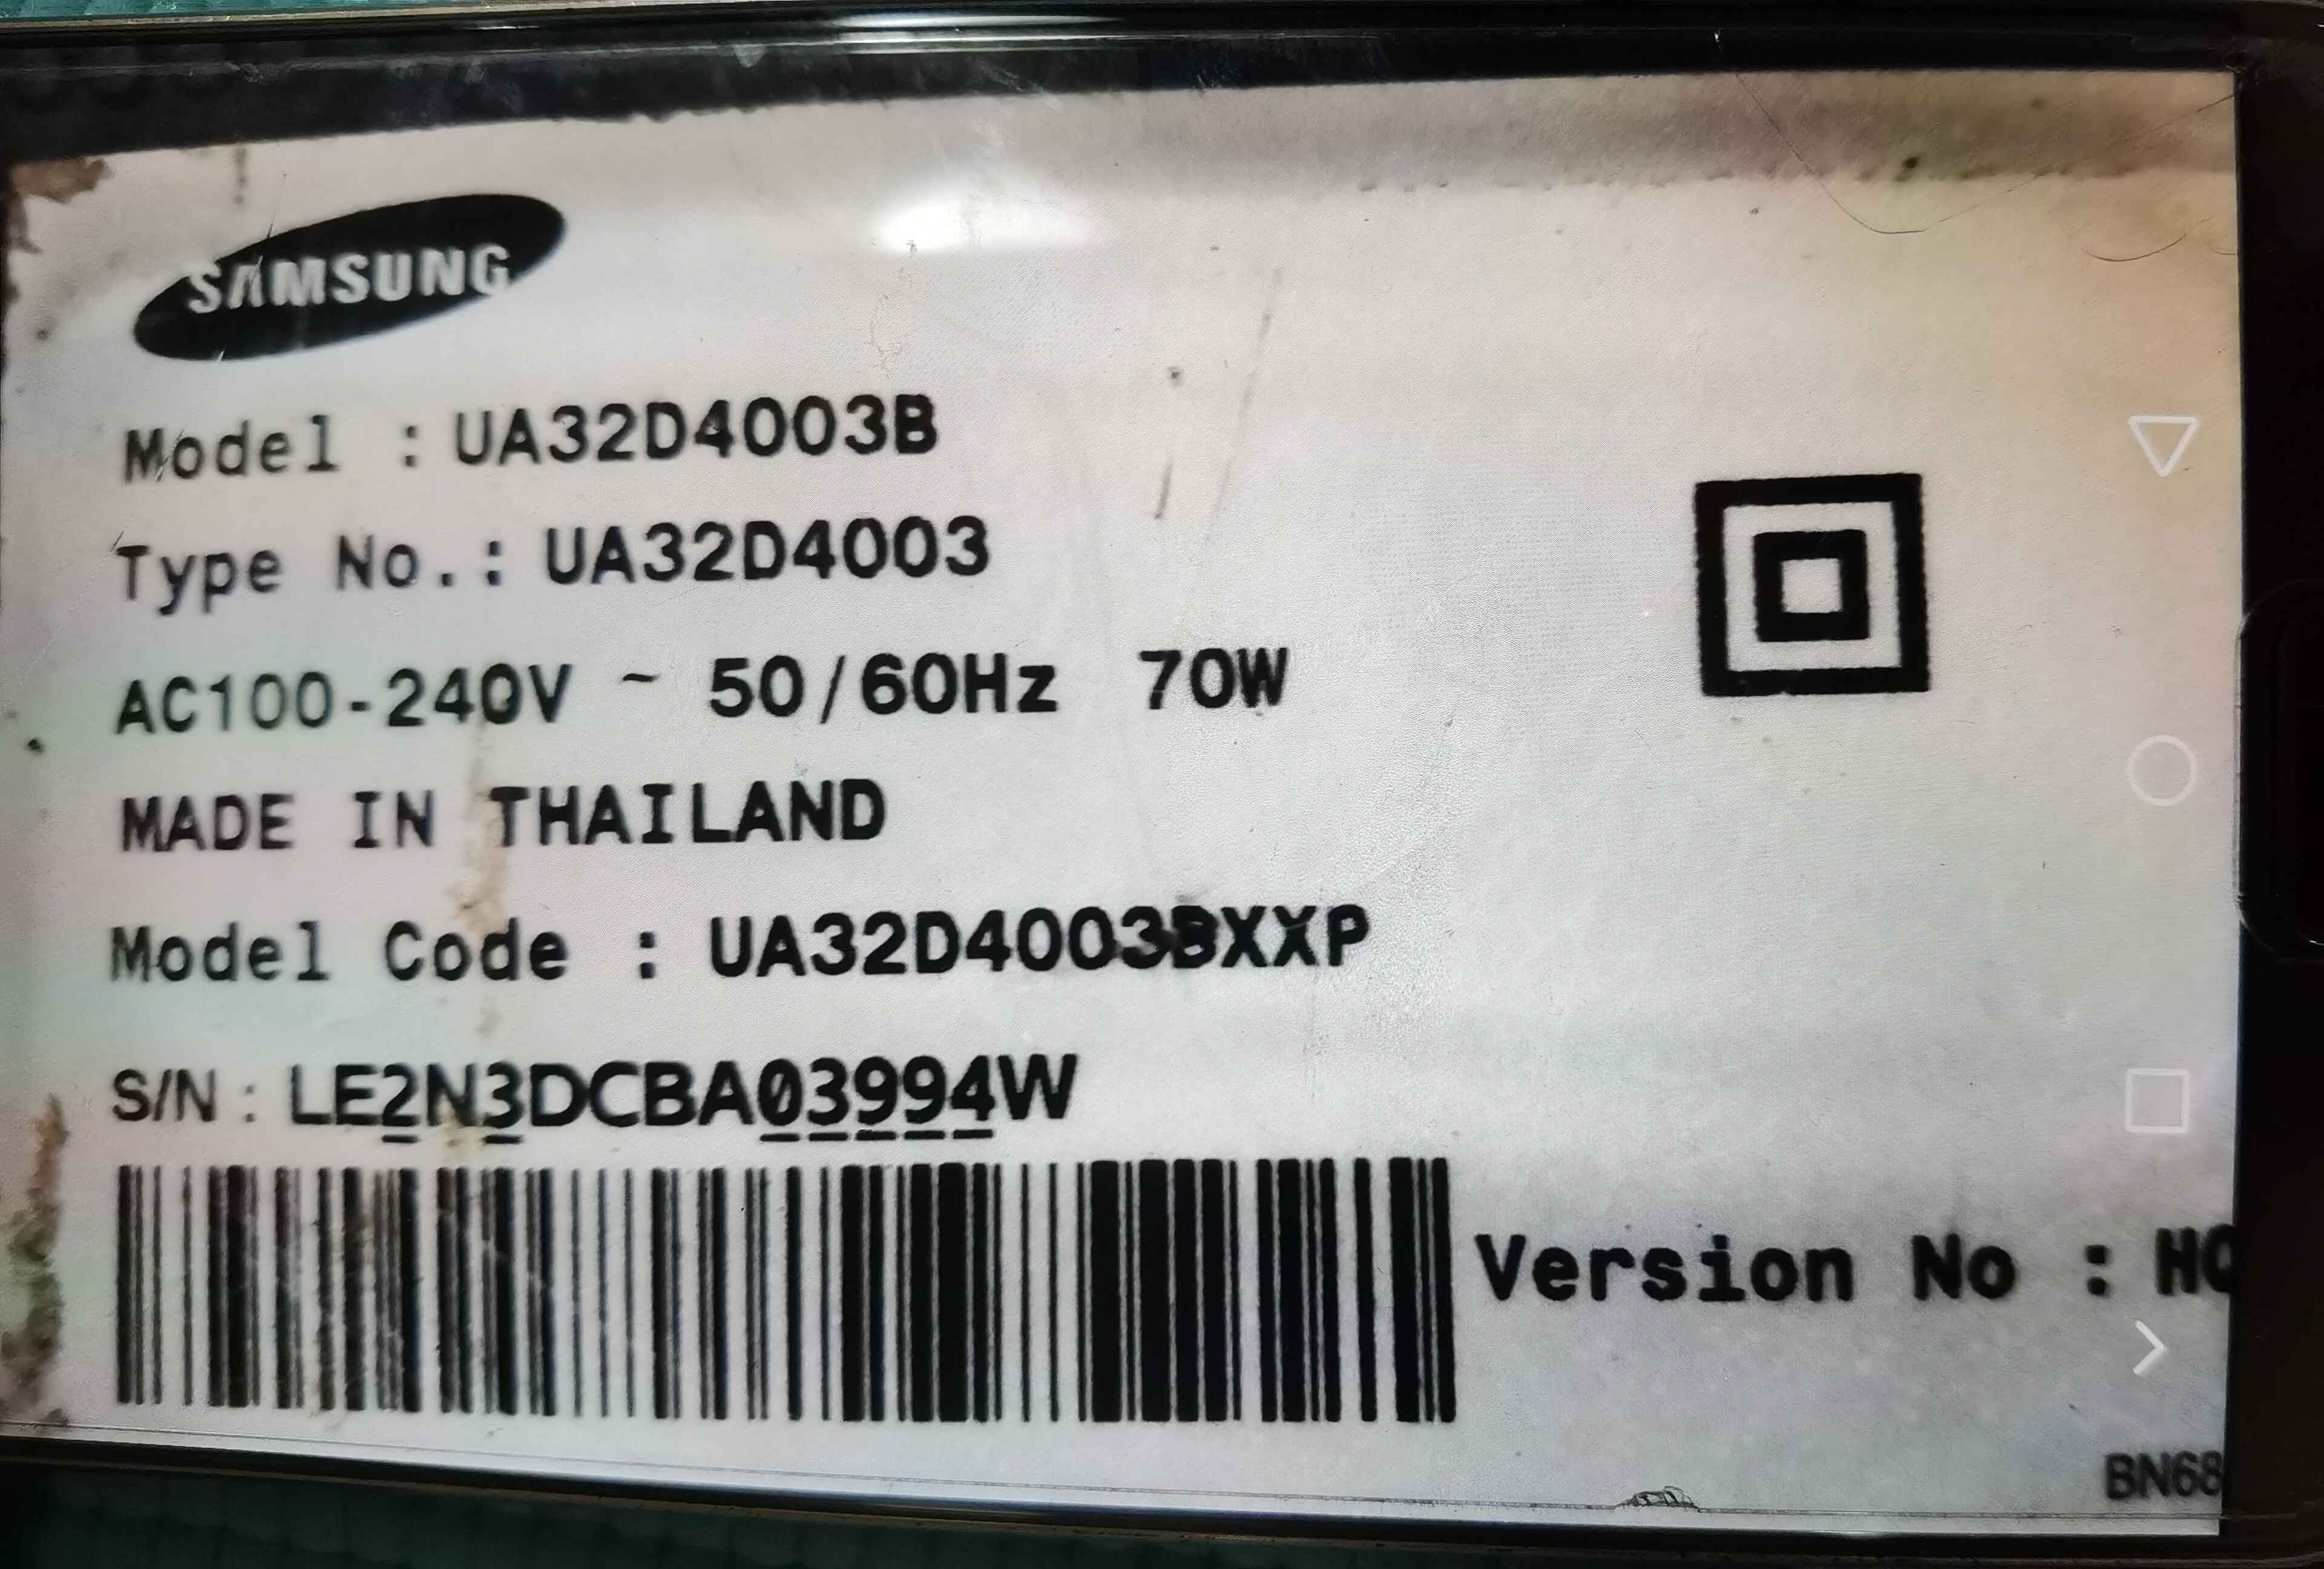 SAMSUNG
Model : UA32D4003B
Type No.: UA32D4003
AC100-240V ~ 50/60Hz 70W
MADE IN THAILAND
Model Code : UA32D4003BXXP
S/N : LE2N3DCBA03994W
Version No :
BN68